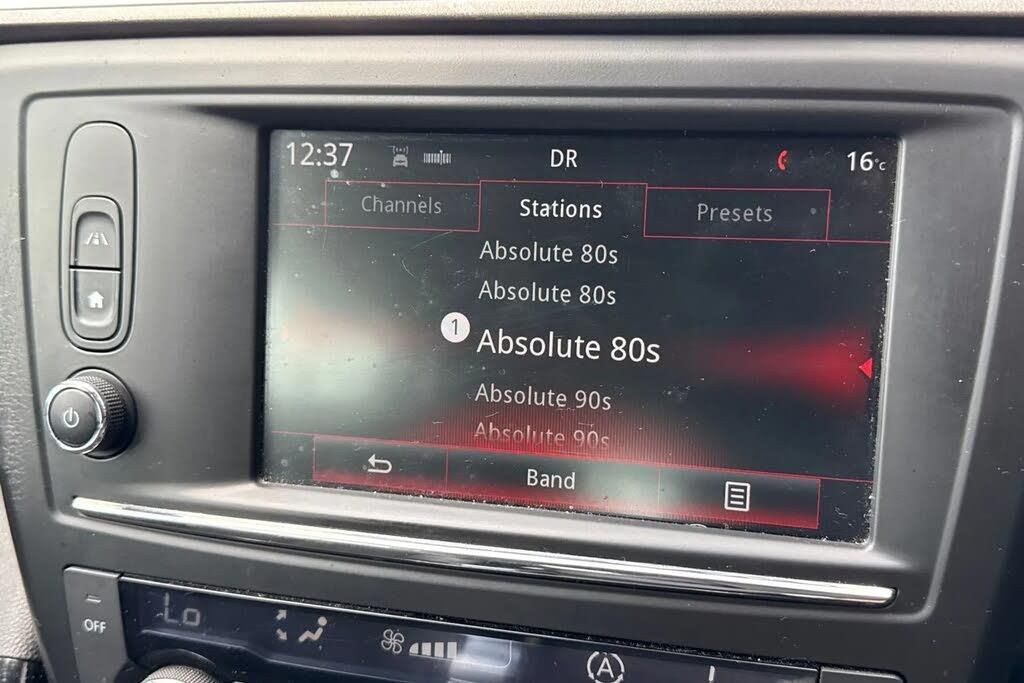 12:37 DR 16°c
Channels Stations Presets
Absolute 80s
Absolute 80s
1 Absolute 80s
Absolute 90s
Absolute 90s
Band
OFF Lo
A